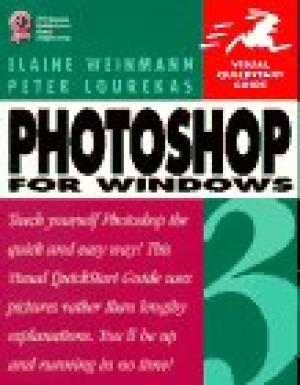 ELAINE WEINMANN
PETER LOUREKAS
VISUAL
QUICKSTART
GUIDE
PHOTOSHOP
FOR WINDOWS
3
Teach yourself Photoshop the
quick and easy way! This
Visual QuickStart Guide uses
pictures rather than lengthy
explanations. You'll be up
and running in no time!